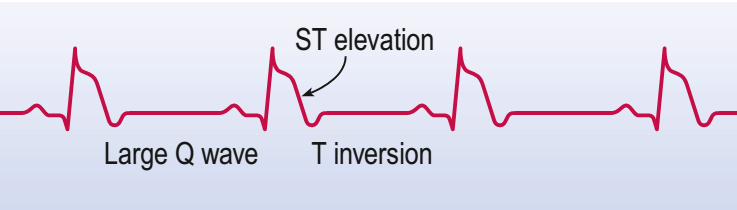 ST elevation
Large Q wave
T inversion